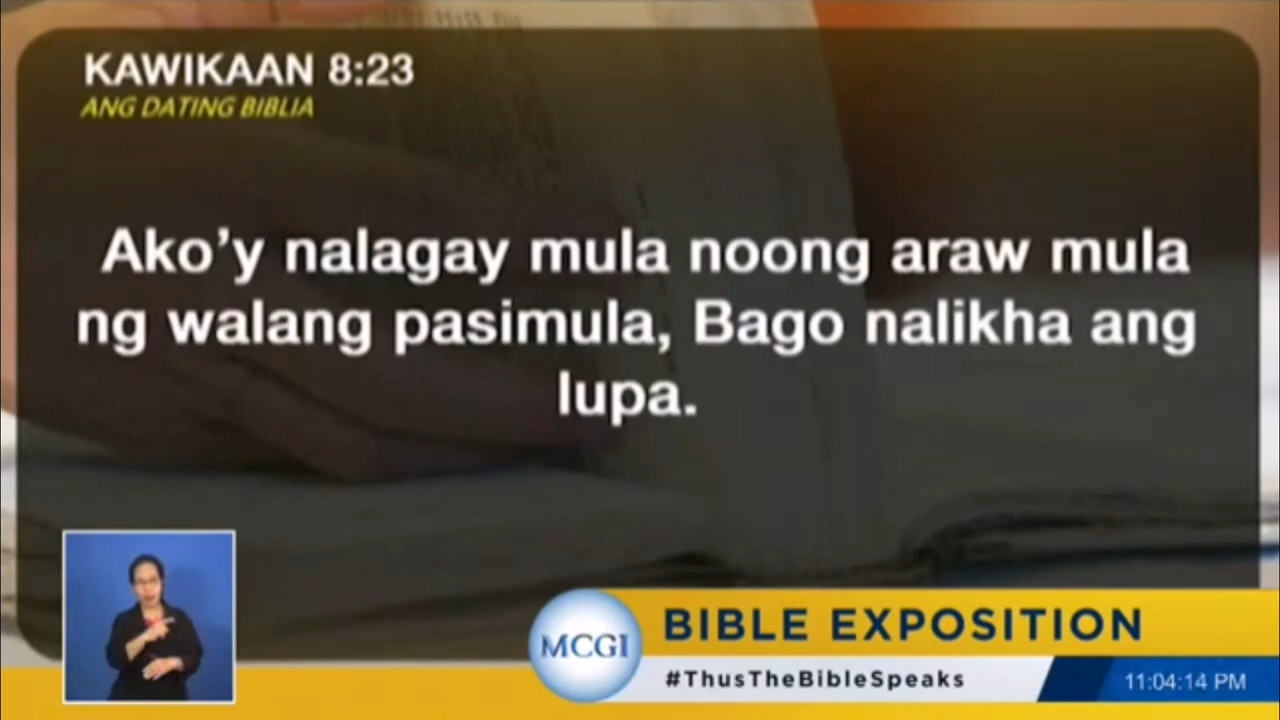 KAWIKAAN 8:23
ANG DATING BIBLIA
Ako’y nalagay mula noong araw mula
ng walang pasimula, Bago nalikha ang
lupa.
MCGI
BIBLE EXPOSITION
#ThusTheBibleSpeaks
11:04:14 PM